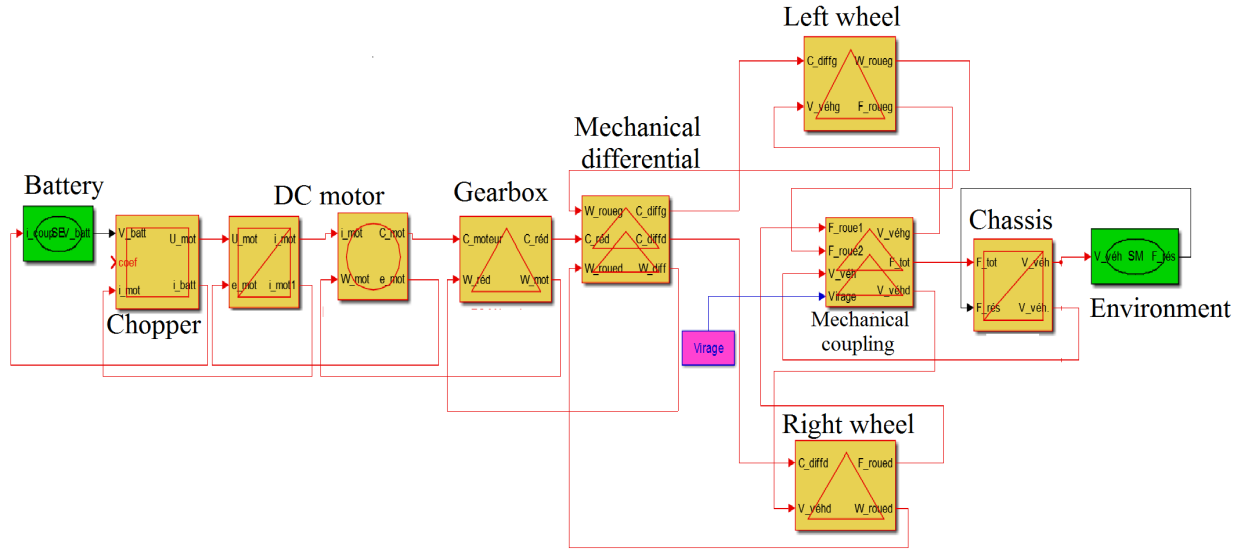 Left wheel
C_diffg W_roueg
V_véhg F_roueg
Mechanical
differential
W_roueg C_diffg
C_réd C_diffd
W_roued W_diff
Battery
V_batt
SE
DC motor
Gearbox
V_batt U_mot
coef
i_mot i_batt
Chopper
U_mot i_mot
e_mot i_mot1
i_mot C_mot
W_mot e_mot
C_moteur C_réd
W_réd W_mot
F_roue1 V_véhg
F_roue2 F_tot
V_véh
Virage V_véhd
Mechanical
coupling
Virage
Chassis
F_tot V_véh
F_rés V_véh.
V_véh SM F_rés
Environment
Right wheel
C_diffd F_roued
V_véhd W_roued